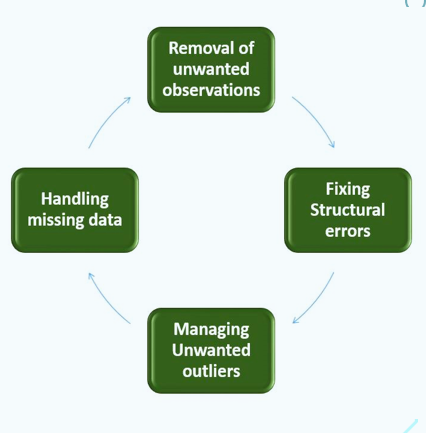 Removal of
unwanted
observations
Fixing
Structural
errors
Managing
Unwanted
outliers
Handling
missing data